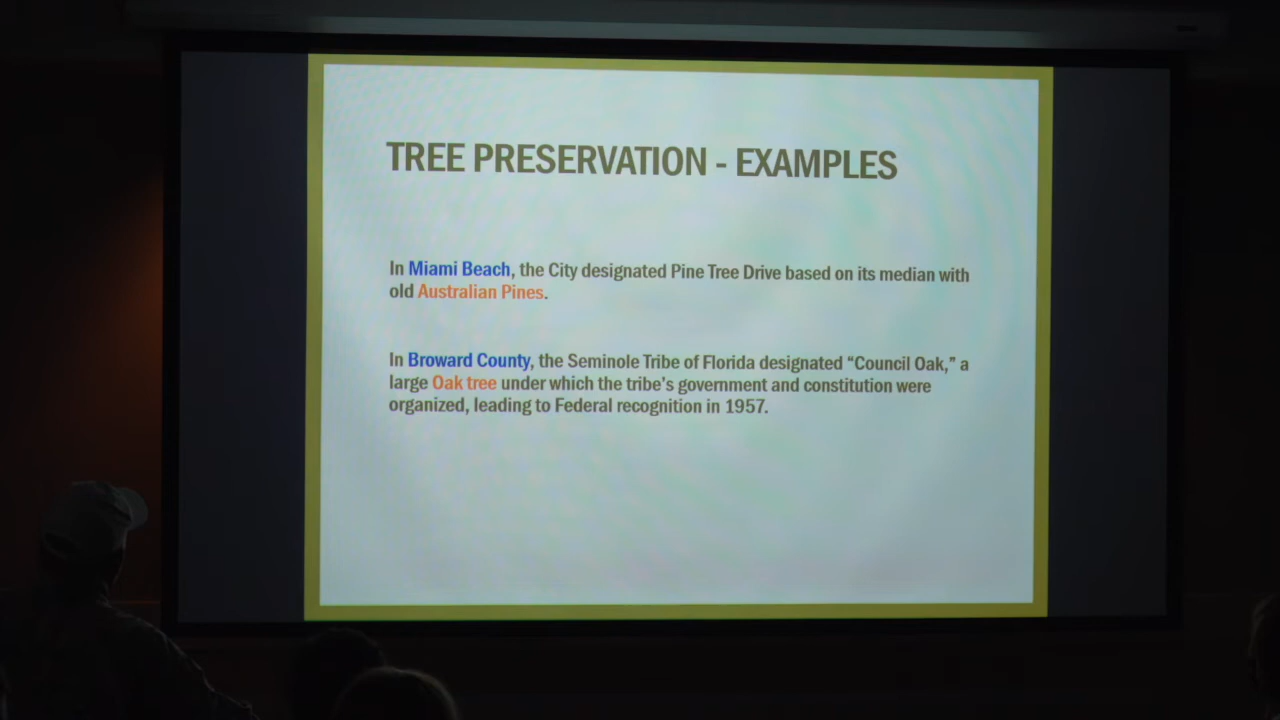 TREE PRESERVATION - EXAMPLES
In Miami Beach, the City designated Pine Tree Drive based on its median with
old Australian Pines.
In Broward County, the Seminole Tribe of Florida designated “Council Oak,” a
large Oak tree under which the tribe’s government and constitution were
organized, leading to Federal recognition in 1957.